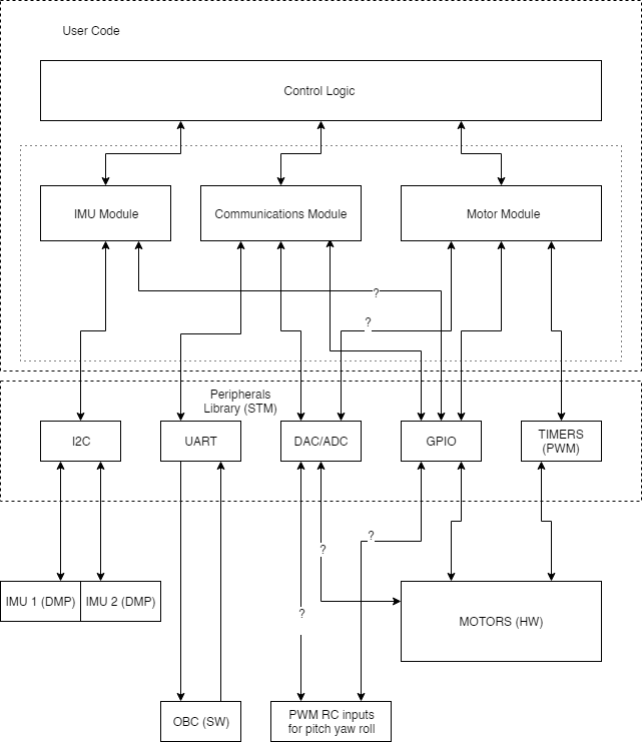 User Code
Control Logic
IMU Module
Communications Module
Motor Module
?
?
Peripherals
Library (STM)
I2C
UART
DAC/ADC
GPIO
TIMERS
(PWM)
?
?
IMU 1 (DMP)
IMU 2 (DMP)
?
MOTORS (HW)
OBC (SW)
PWM RC inputs
for pitch yaw roll